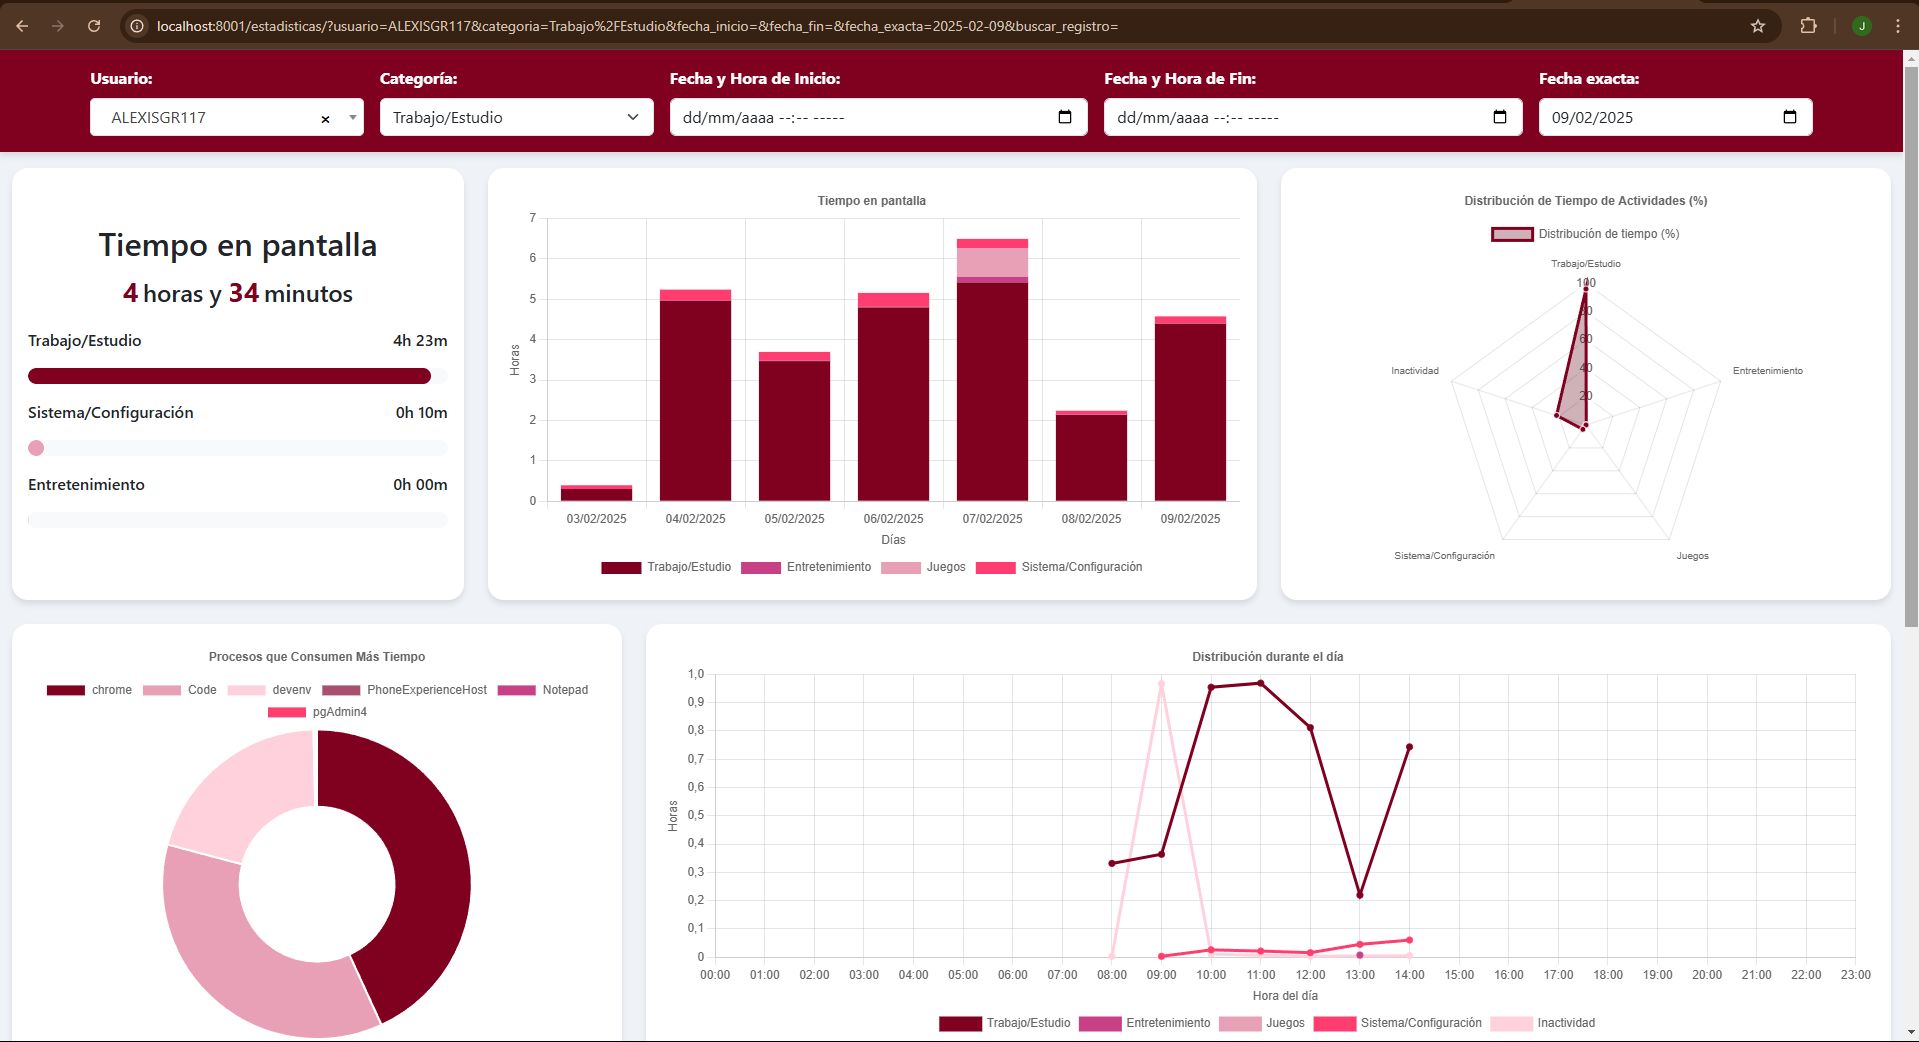 localhost:8001/estadisticas/?usuario=ALEXISGR117&categoria=Trabajo%2FEstudio&fecha_inicio=&fecha_fin=&fecha_exacta=2025-02-09&buscar_registro=
J
Usuario:
Categoría:
Fecha y Hora de Inicio:
Fecha y Hora de Fin:
Fecha exacta:
ALEXISGR117
Trabajo/Estudio
dd/mm/aaaa --:-- -----
dd/mm/aaaa --:-- -----
09/02/2025
Tiempo en pantalla
4 horas y 34 minutos
Trabajo/Estudio 4h 23m
Sistema/Configuración 0h 10m
Entretenimiento 0h 00m
Tiempo en pantalla
7
6
5
4
3
2
1
0
Horas
03/02/2025 04/02/2025 05/02/2025 06/02/2025 07/02/2025 08/02/2025 09/02/2025
Días
Trabajo/Estudio Entretenimiento Juegos Sistema/Configuración
Distribución de Tiempo de Actividades (%)
Distribución de tiempo (%)
Trabajo/Estudio
100
80
60
40
20
Inactividad
Entretenimiento
Sistema/Configuración
Juegos
Procesos que Consumen Más Tiempo
chrome Code devenv PhoneExperienceHost Notepad
pgAdmin4
Distribución durante el día
1,0
0,9
0,8
0,7
0,6
0,5
0,4
0,3
0,2
0,1
0
Horas
00:00 01:00 02:00 03:00 04:00 05:00 06:00 07:00 08:00 09:00 10:00 11:00 12:00 13:00 14:00 15:00 16:00 17:00 18:00 19:00 20:00 21:00 22:00 23:00
Hora del día
Trabajo/Estudio Entretenimiento Juegos Sistema/Configuración Inactividad